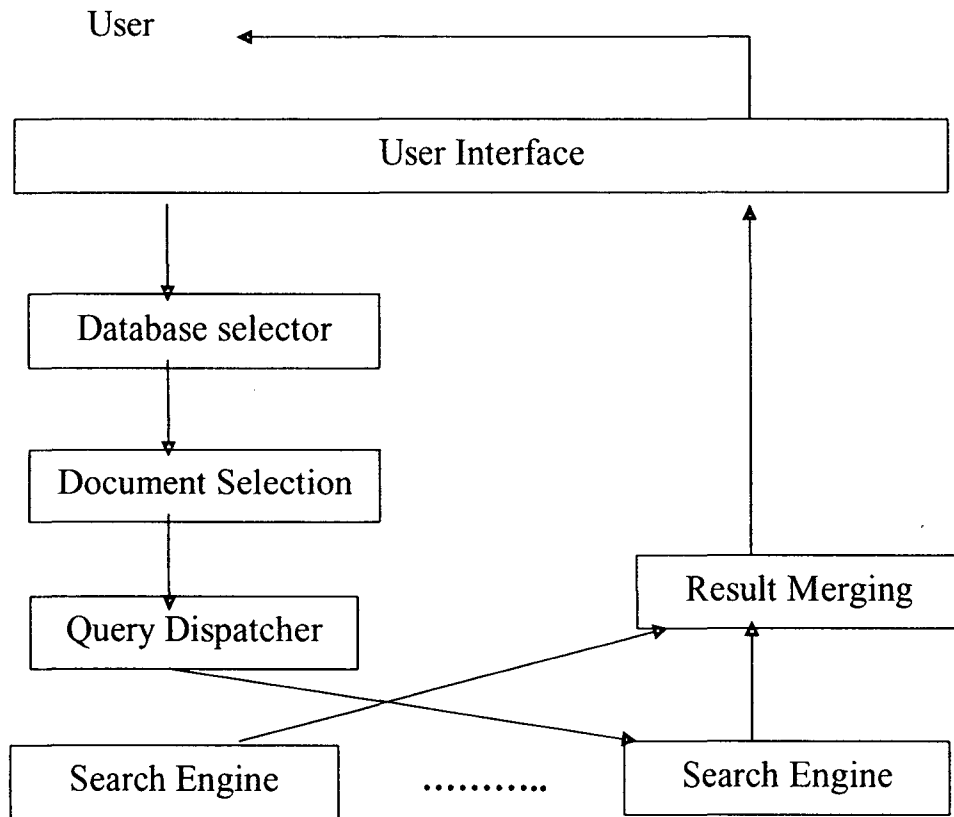 User
User Interface
Database selector
Document Selection
Result Merging
Query Dispatcher
Search Engine
...........
Search Engine